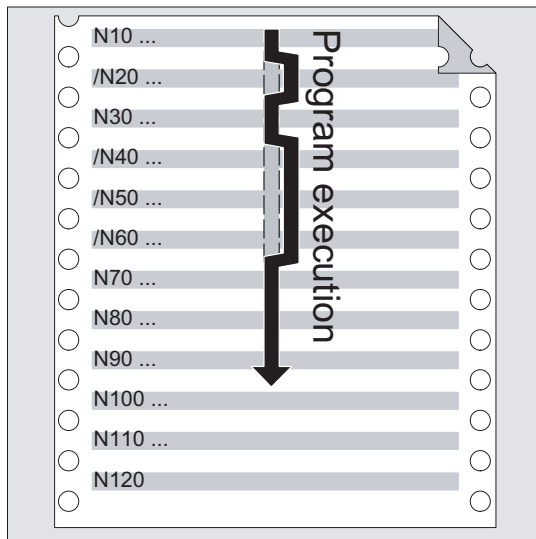 N10 ...
/N20 ...
N30 ...
/N40 ...
/N50 ...
/N60 ...
N70 ...
N80 ...
N90 ...
N100 ...
N110 ...
N120
Program execution